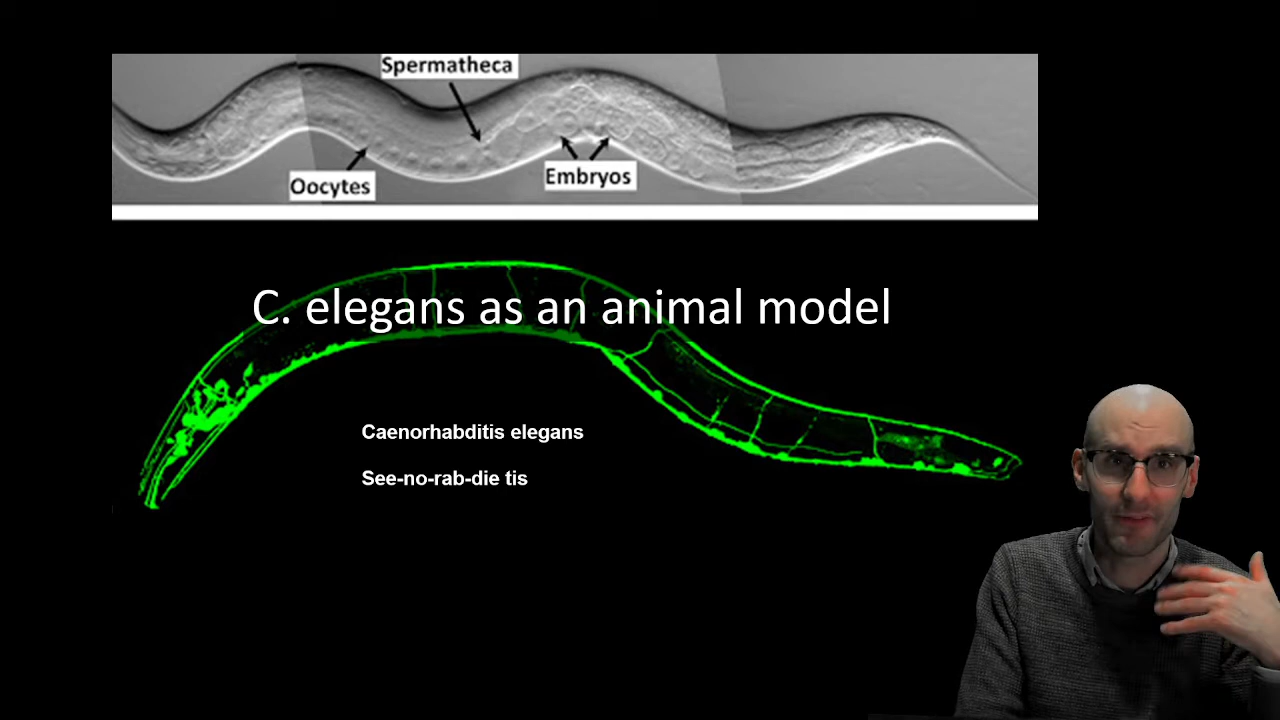 Spermatheca
Oocytes
Embryos
C. elegans as an animal model
Caenorhabditis elegans
See-no-rab-die tis